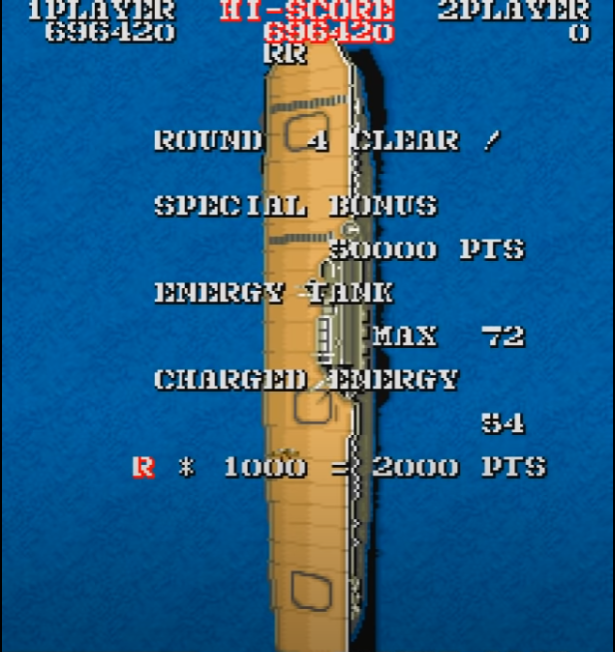 1PLAYER HI-SCORE 2PLAYER
696420 696420 0
RR
ROUND 4 CLEAR /
SPECIAL BONUS
80000 PTS
ENERGY TANK
MAX 72
CHARGED ENERGY
54
R * 1000 = 2000 PTS